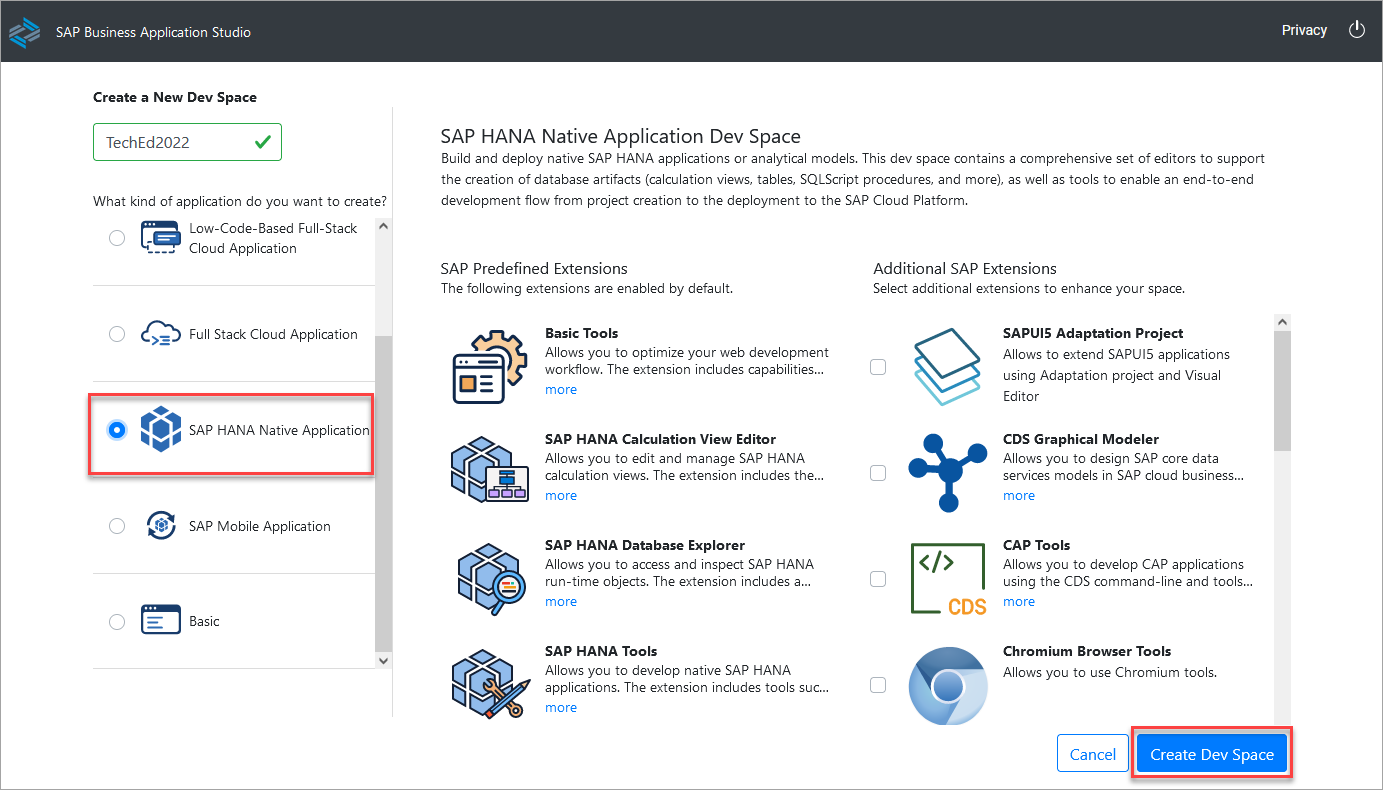 SAP Business Application Studio
Privacy
Create a New Dev Space
TechEd2022
What kind of application do you want to create?
Low-Code-Based Full-Stack
Cloud Application
Full Stack Cloud Application
SAP HANA Native Application
SAP Mobile Application
Basic
SAP HANA Native Application Dev Space
Build and deploy native SAP HANA applications or analytical models. This dev space contains a comprehensive set of editors to support
the creation of database artifacts (calculation views, tables, SQLScript procedures, and more), as well as tools to enable an end-to-end
development flow from project creation to the deployment to the SAP Cloud Platform.
SAP Predefined Extensions
The following extensions are enabled by default.
Basic Tools
Allows you to optimize your web development
workflow. The extension includes capabilities...
more
SAP HANA Calculation View Editor
Allows you to edit and manage SAP HANA
calculation views. The extension includes the...
more
SAP HANA Database Explorer
Allows you to access and inspect SAP HANA
run-time objects. The extension includes a...
more
SAP HANA Tools
Allows you to develop native SAP HANA
applications. The extension includes tools suc...
more
Additional SAP Extensions
Select additional extensions to enhance your space.
SAPUI5 Adaptation Project
Allows to extend SAPUI5 applications
using Adaptation project and Visual
Editor
CDS Graphical Modeler
Allows you to design SAP core data
services models in SAP cloud business...
more
</>
CDS
CAP Tools
Allows you to develop CAP applications
using the CDS command-line and tools...
more
Chromium Browser Tools
Allows you to use Chromium tools.
Cancel
Create Dev Space